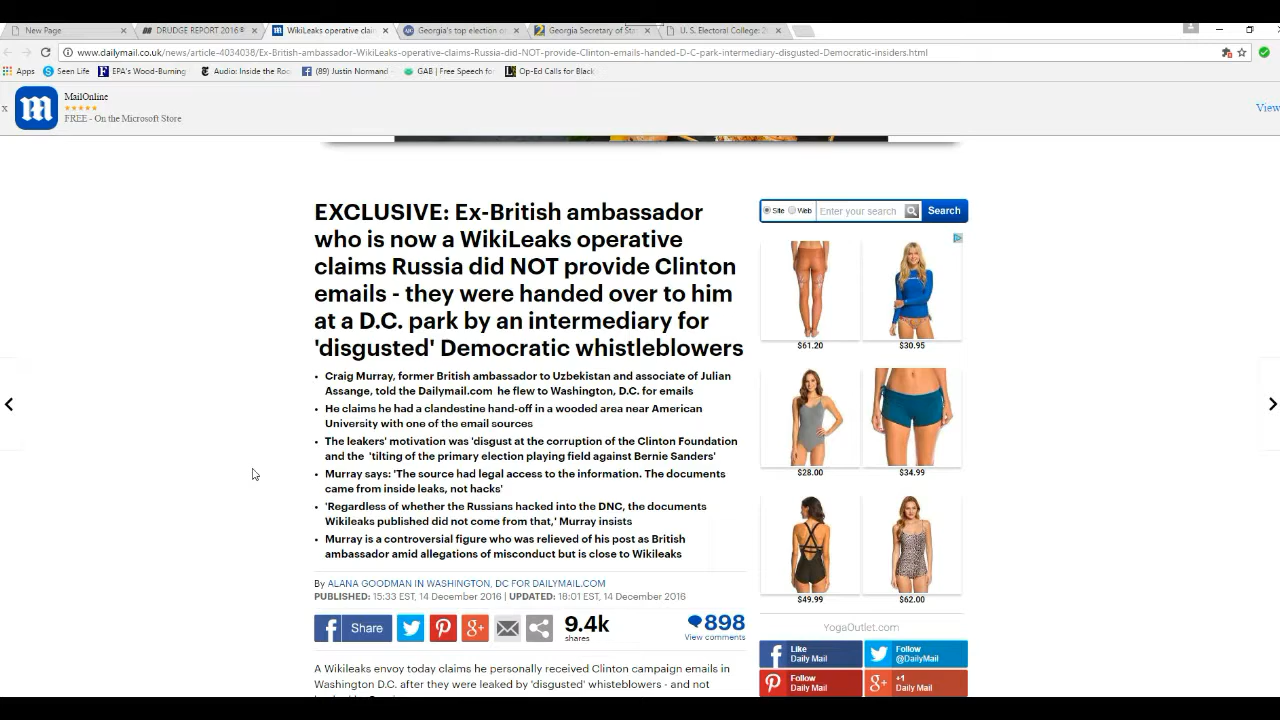 New Page
DRUDGE REPORT 2016®
WikiLeaks operative clai
Georgia's top election o
Georgia Secretary of Sta
U. S. Electoral College: 2
www.dailymail.co.uk/news/article-4034038/Ex-British-ambassador-WikiLeaks-operative-claims-Russia-did-NOT-provide-Clinton-emails-handed-D-C-park-intermediary-disgusted-Democratic-insiders.html
Apps
Seen Life
EPA's Wood-Burning
Audio: Inside the Ro
(89) Justin Normand
GAB | Free Speech fo
Op-Ed Calls for Black
x
MailOnline
FREE - On the Microsoft Store
View
EXCLUSIVE: Ex-British ambassador
who is now a WikiLeaks operative
claims Russia did NOT provide Clinton
emails - they were handed over to him
at a D.C. park by an intermediary for
'disgusted' Democratic whistleblowers
• Craig Murray, former British ambassador to Uzbekistan and associate of Julian
Assange, told the Dailymail.com he flew to Washington, D.C. for emails
• He claims he had a clandestine hand-off in a wooded area near American
University with one of the email sources
• The leakers' motivation was 'disgust at the corruption of the Clinton Foundation
and the 'tilting of the primary election playing field against Bernie Sanders'
• Murray says: 'The source had legal access to the information. The documents
came from inside leaks, not hacks'
• 'Regardless of whether the Russians hacked into the DNC, the documents
Wikileaks published did not come from that,' Murray insists
• Murray is a controversial figure who was relieved of his post as British
ambassador amid allegations of misconduct but is close to Wikileaks
By ALANA GOODMAN IN WASHINGTON, DC FOR DAILYMAIL.COM
PUBLISHED: 15:33 EST, 14 December 2016 | UPDATED: 18:01 EST, 14 December 2016
Share
9.4k
shares
898
View comments
A Wikileaks envoy today claims he personally received Clinton campaign emails in
Washington D.C. after they were leaked by 'disgusted' whisteblowers - and not
Site
Web
Enter your search
Search
$61.20
$30.95
$28.00
$34.99
$49.99
$62.00
YogaOutlet.com
Like
Daily Mail
Follow
@DailyMail
Follow
Daily Mail
+1
Daily Mail